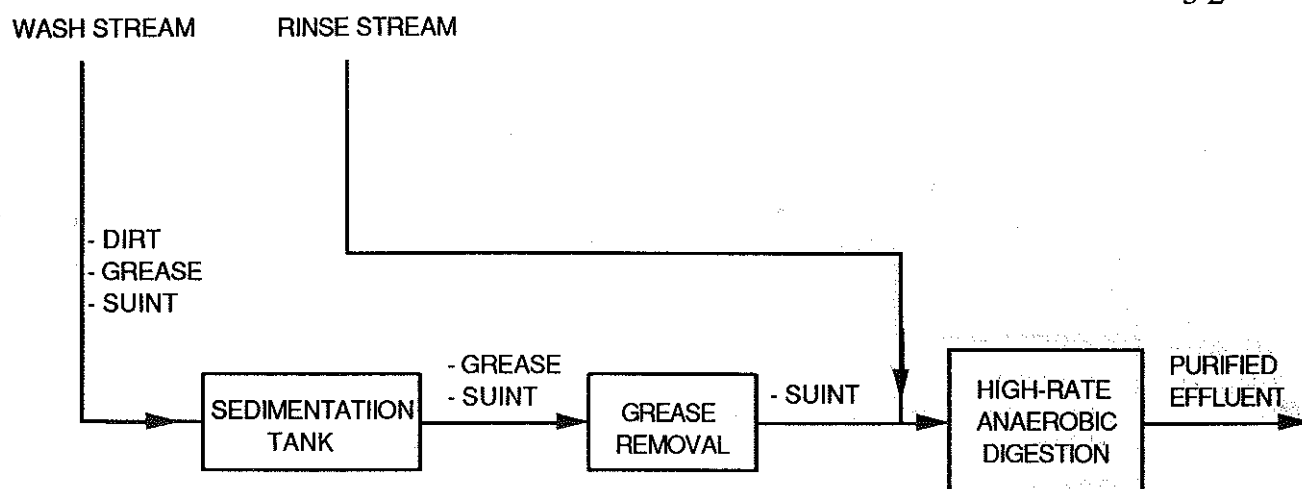 WASH STREAM
RINSE STREAM
- DIRT
- GREASE
- SUINT
SEDIMENTATIION
TANK
- GREASE
- SUINT
GREASE
REMOVAL
- SUINT
HIGH-RATE
ANAEROBIC
DIGESTION
PURIFIED
EFFLUENT